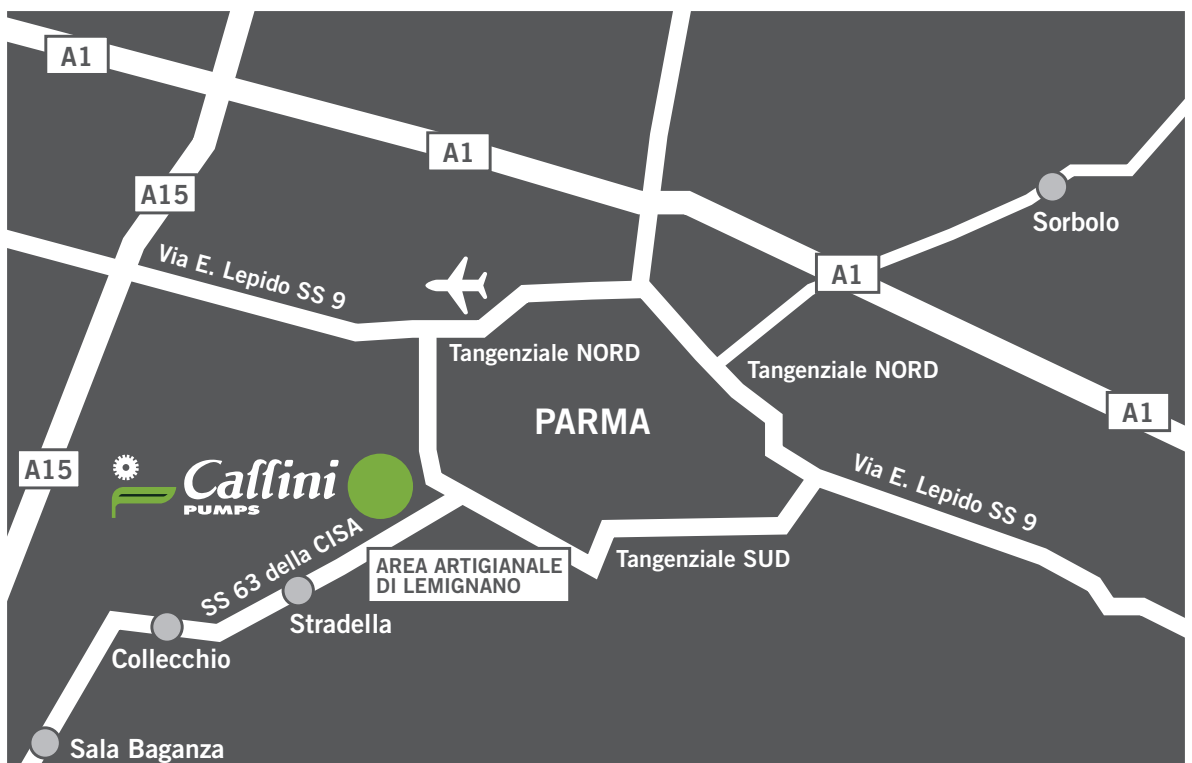 A1
A1
A15
Sorbolo
Via E. Lepido SS 9
A1
Tangenziale NORD
Tangenziale NORD
PARMA
A1
A15
Caffini
PUMPS
Via E. Lepido SS 9
SS 63 della CISA
AREA ARTIGIANALE
DI LEMIGNANO
Tangenziale SUD
Stradella
Collecchio
Sala Baganza